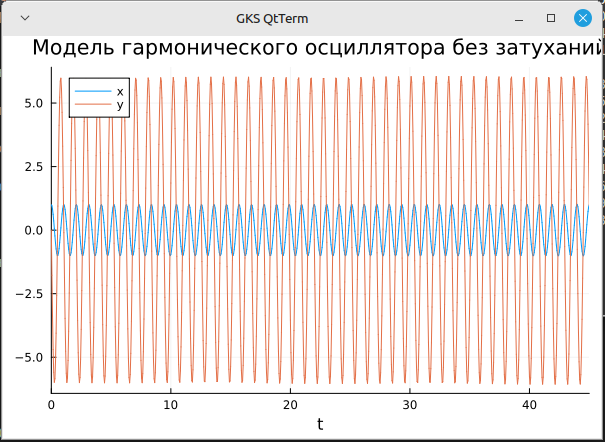 GKS QtTerm
Модель гармонического осциллятора без затуханий
x
y
5.0
2.5
0.0
−2.5
−5.0
0 10 20 30 40
t